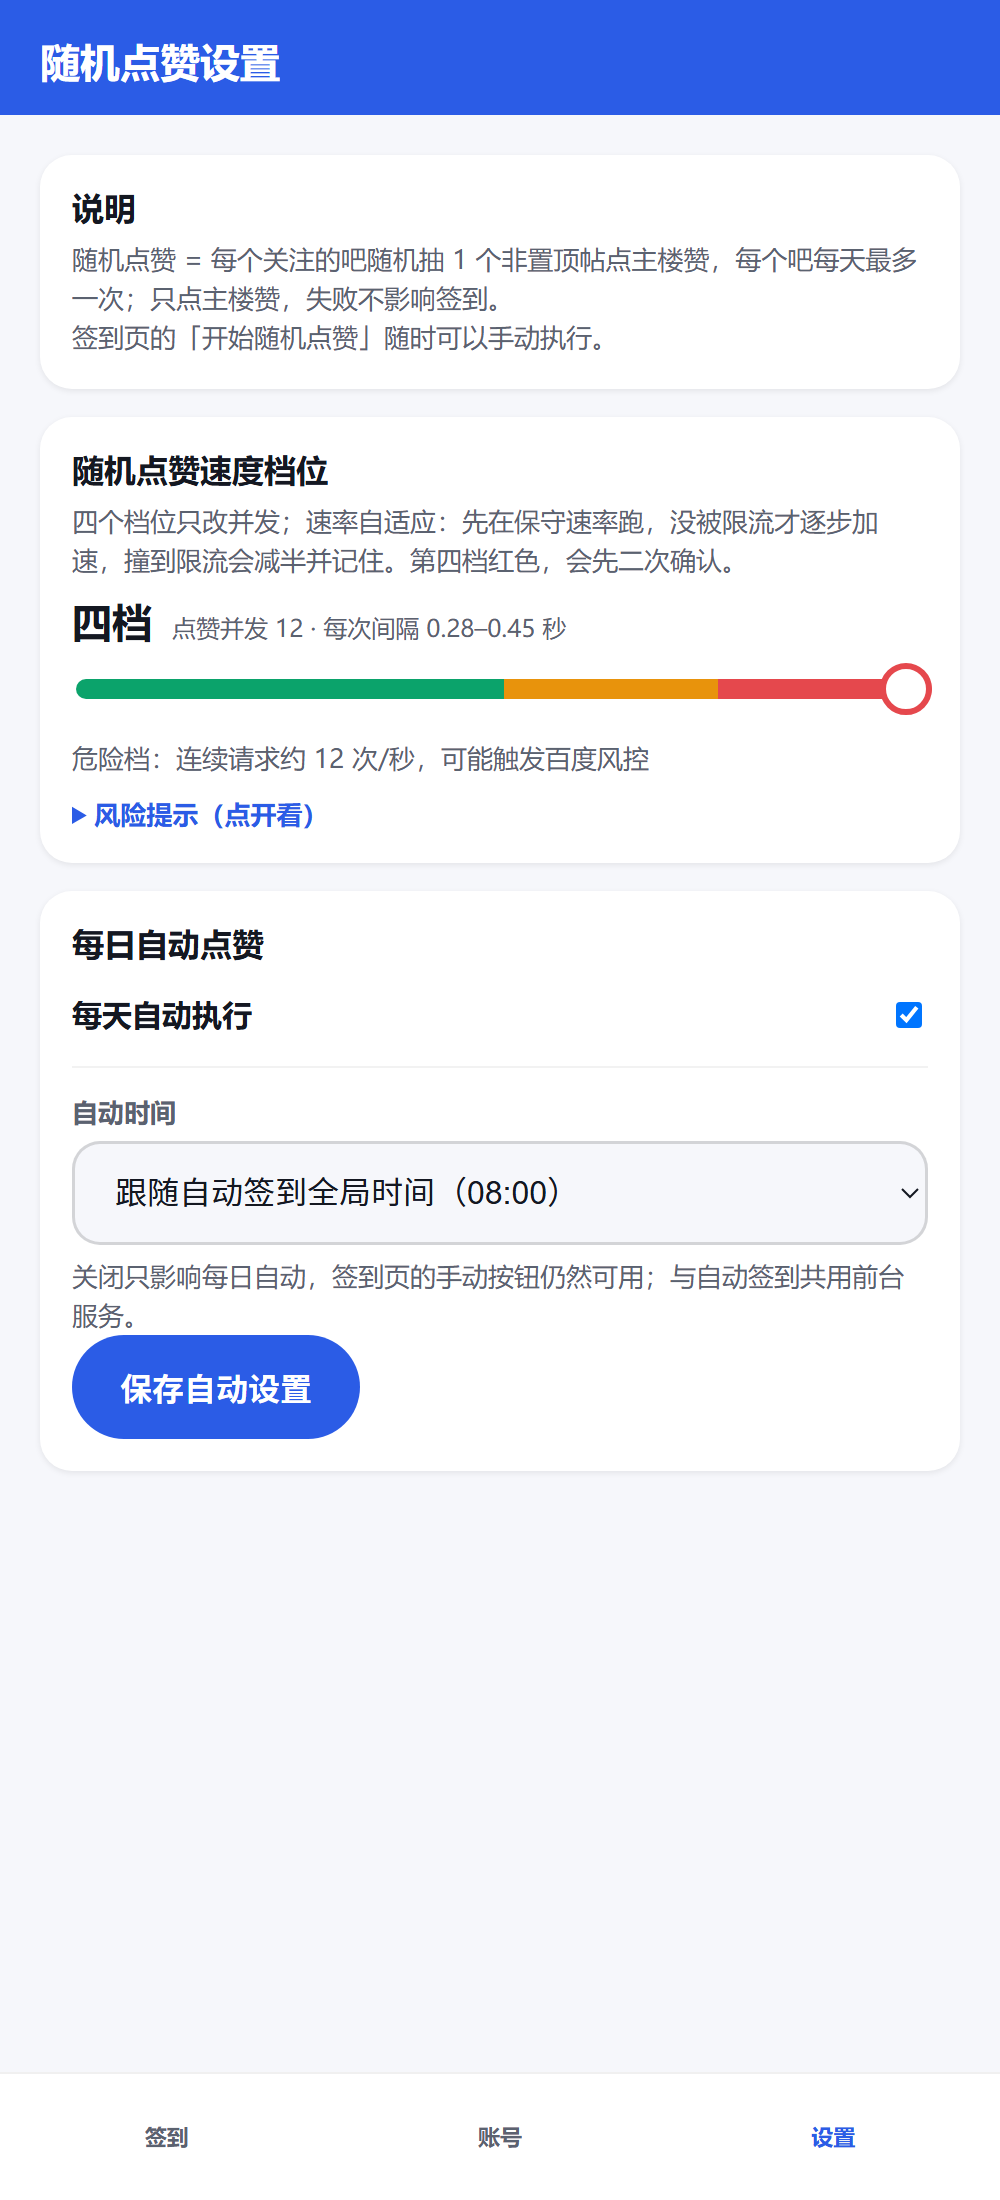 随机点赞设置
说明
随机点赞 = 每个关注的吧随机抽 1 个非置顶帖点主楼赞，每个吧每天最多
一次；只点主楼赞，失败不影响签到。
签到页的「开始随机点赞」随时可以手动执行。
随机点赞速度档位
四个档位只改并发；速率自适应：先在保守速率跑，没被限流才逐步加
速，撞到限流会减半并记住。第四档红色，会先二次确认。
四档 点赞并发 12 · 每次间隔 0.28–0.45 秒
危险档：连续请求约 12 次/秒，可能触发百度风控
▶ 风险提示（点开看）
每日自动点赞
每天自动执行
自动时间
跟随自动签到全局时间（08:00）
关闭只影响每日自动，签到页的手动按钮仍然可用；与自动签到共用前台
服务。
保存自动设置
签到 账号 设置